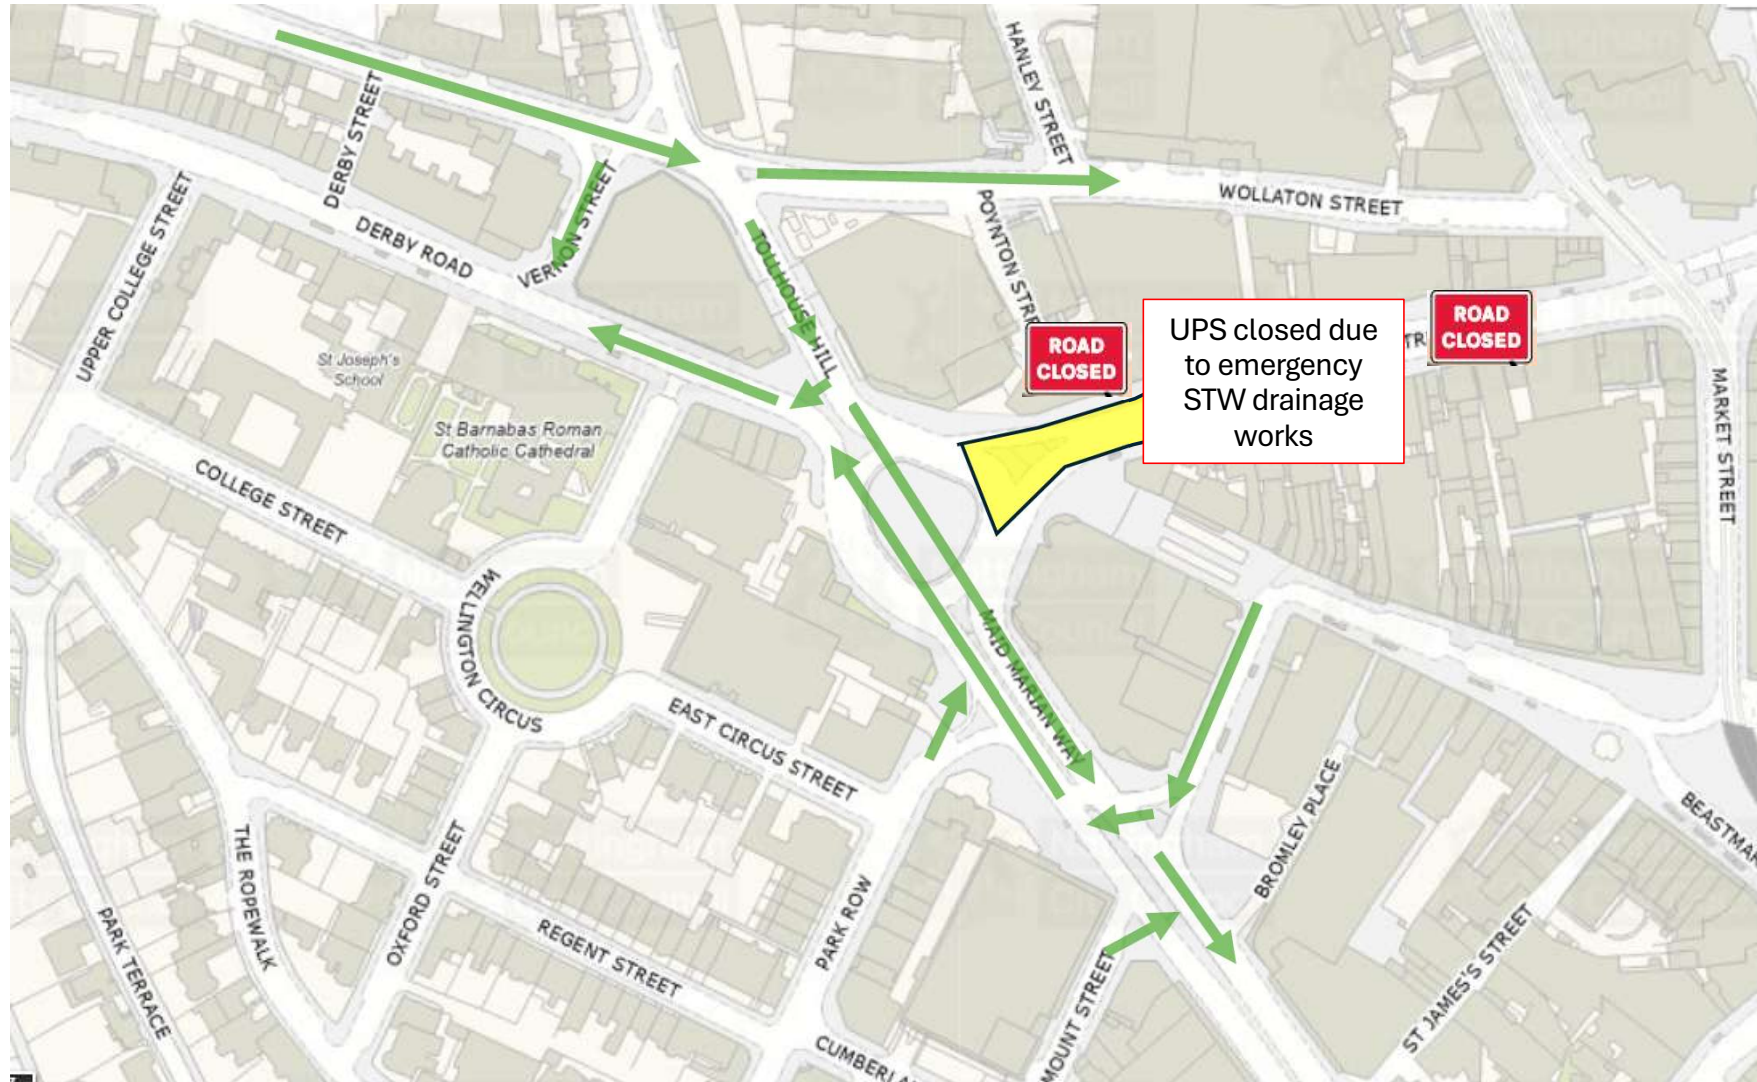 HANLEY STREET
DERBY STREET
VERNON STREET
WOLLATON STREET
UPPER COLLEGE STREET
DERBY ROAD
TOLLHOUSE HILL
POYNTON STR
ROAD
CLOSED
UPS closed due
to emergency
STW drainage
works
TR
ROAD
CLOSED
St Joseph's
School
MARKET STREET
St Barnabas Roman
Catholic Cathedral
COLLEGE STREET
WELLINGTON CIRCUS
MAID MARIAN WAY
EAST CIRCUS STREET
BROMLEY PLACE
BEASTMA
THE ROPEWALK
OXFORD STREET
PARK ROW
PARK TERRACE
REGENT STREET
ST JAMES'S STREET
MOUNT STREET
CUMBERLA